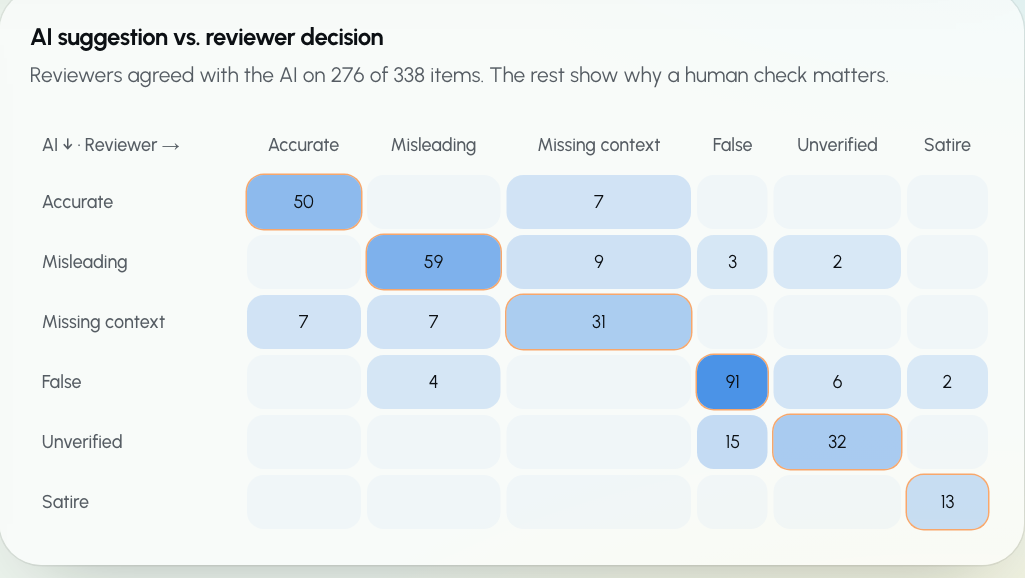 AI suggestion vs. reviewer decision
Reviewers agreed with the AI on 276 of 338 items. The rest show why a human check matters.
AI ↓ · Reviewer → Accurate Misleading Missing context False Unverified Satire
Accurate 50 7
Misleading 59 9 3 2
Missing context 7 7 31
False 4 91 6 2
Unverified 15 32
Satire 13